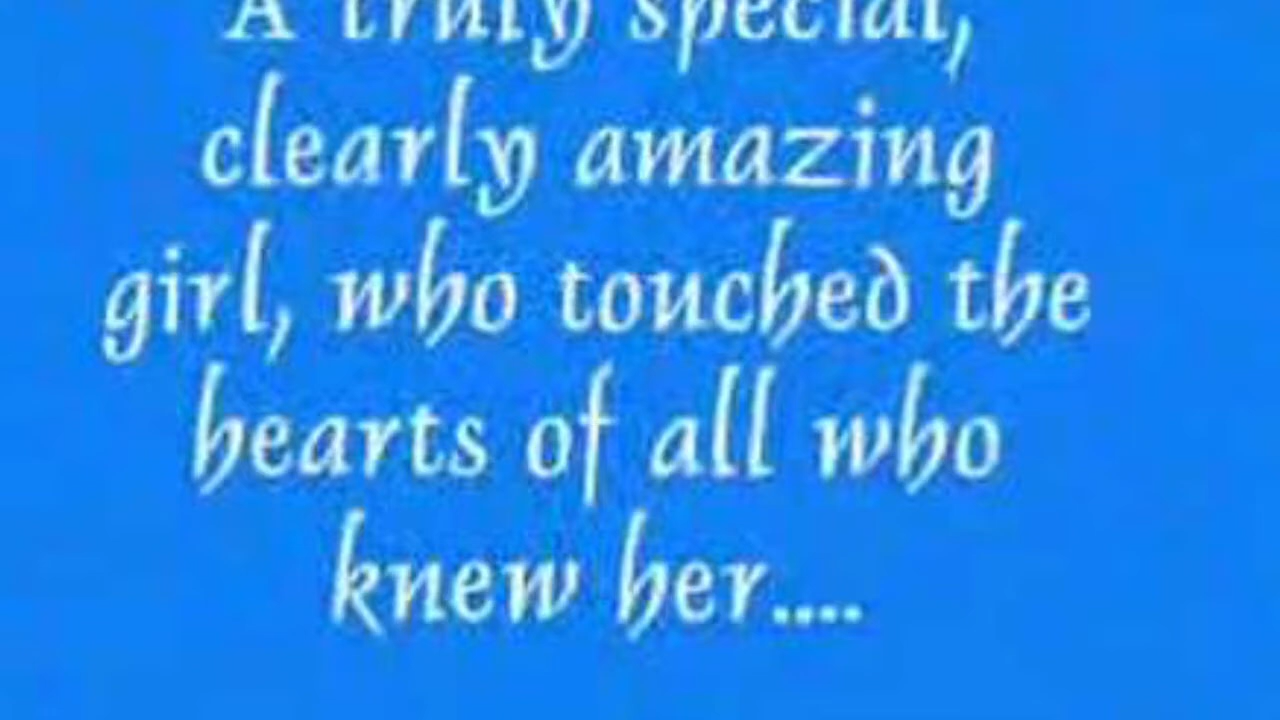 A truly special,
clearly amazing
girl, who touched the
hearts of all who
knew her....